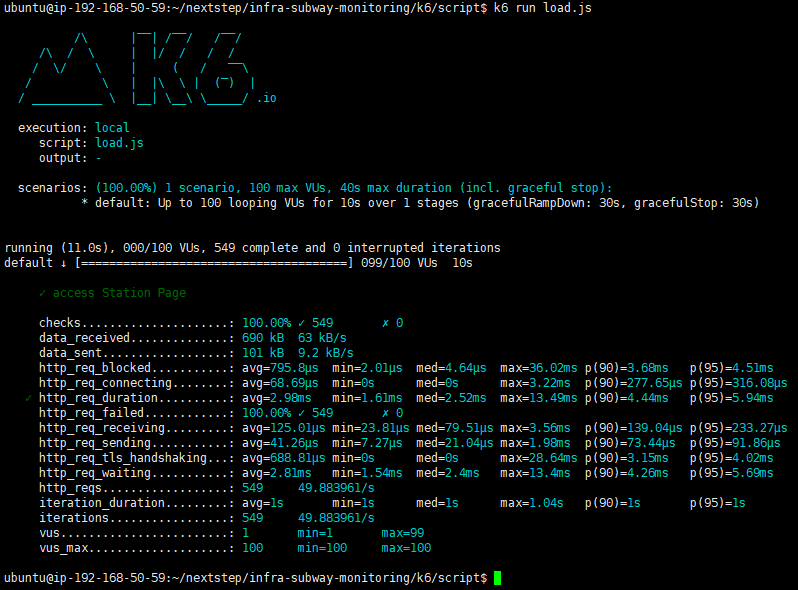 ubuntu@ip-192-168-50-59:~/nextstep/infra-subway-monitoring/k6/script$ k6 run load.js
          /\      |‾‾| /‾‾/   /‾‾/
     /\  /  \     |  |/  /   /  /
    /  \/    \    |     (   /   ‾‾\
   /          \   |  |\  \ |  (‾)  |
  / __________ \  |__| \__\ \_____/ .io
  execution: local
     script: load.js
     output: -
  scenarios: (100.00%) 1 scenario, 100 max VUs, 40s max duration (incl. graceful stop):
           * default: Up to 100 looping VUs for 10s over 1 stages (gracefulRampDown: 30s, gracefulStop: 30s)
running (11.0s), 000/100 VUs, 549 complete and 0 interrupted iterations
default ↓ [======================================] 099/100 VUs  10s
     ✓ access Station Page
     checks.....................: 100.00% ✓ 549       ✗ 0
     data_received..............: 690 kB  63 kB/s
     data_sent..................: 101 kB  9.2 kB/s
     http_req_blocked...........: avg=795.8µs  min=2.01µs  med=4.64µs  max=36.02ms p(90)=3.68ms   p(95)=4.51ms
     http_req_connecting........: avg=68.69µs  min=0s      med=0s      max=3.22ms  p(90)=277.65µs p(95)=316.08µs
   ✓ http_req_duration..........: avg=2.98ms   min=1.61ms  med=2.52ms  max=13.49ms p(90)=4.44ms   p(95)=5.94ms
     http_req_failed............: 100.00% ✓ 549       ✗ 0
     http_req_receiving.........: avg=125.01µs min=23.81µs med=79.51µs max=3.56ms  p(90)=139.04µs p(95)=233.27µs
     http_req_sending...........: avg=41.26µs  min=7.27µs  med=21.04µs max=1.98ms  p(90)=73.44µs  p(95)=91.86µs
     http_req_tls_handshaking...: avg=688.81µs min=0s      med=0s      max=28.64ms p(90)=3.15ms   p(95)=4.02ms
     http_req_waiting...........: avg=2.81ms   min=1.54ms  med=2.4ms   max=13.4ms  p(90)=4.26ms   p(95)=5.69ms
     http_reqs..................: 549     49.883961/s
     iteration_duration.........: avg=1s       min=1s      med=1s      max=1.04s   p(90)=1s       p(95)=1s
     iterations.................: 549     49.883961/s
     vus........................: 1       min=1       max=99
     vus_max....................: 100     min=100     max=100
ubuntu@ip-192-168-50-59:~/nextstep/infra-subway-monitoring/k6/script$